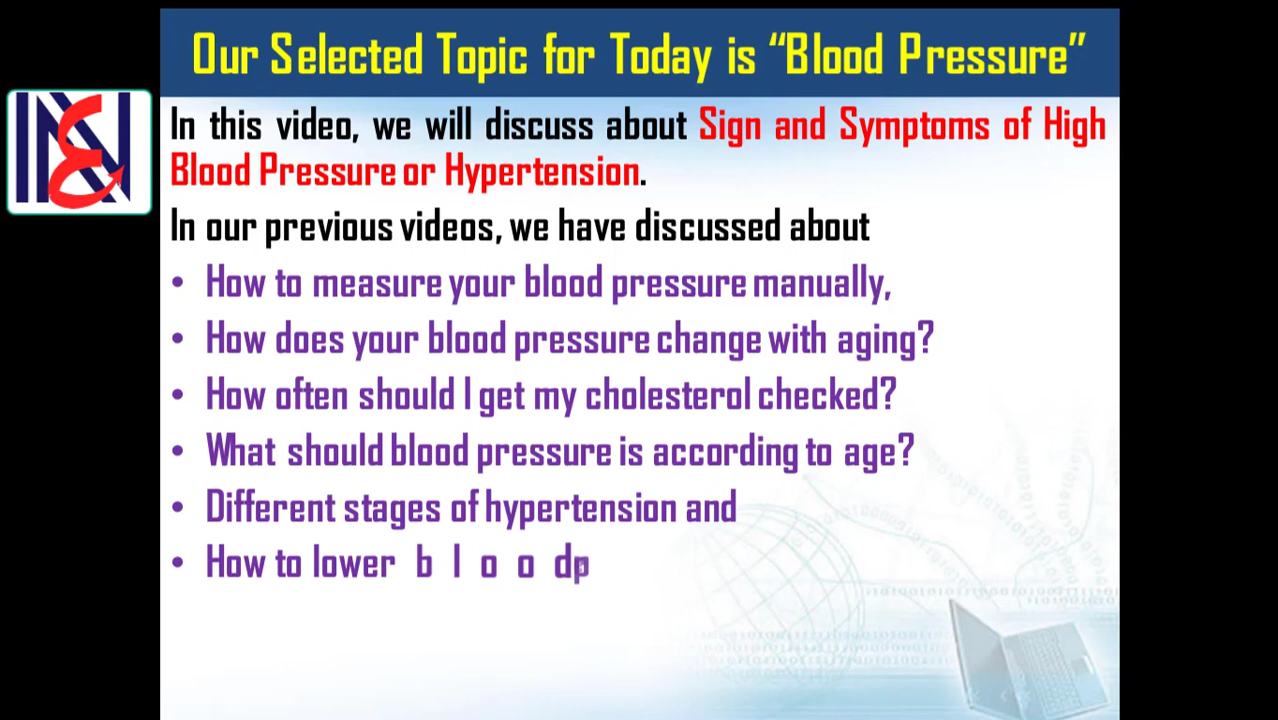 Our Selected Topic for Today is “Blood Pressure”
In this video, we will discuss about Sign and Symptoms of High
Blood Pressure or Hypertension.
In our previous videos, we have discussed about
• How to measure your blood pressure manually,
• How does your blood pressure change with aging?
• How often should I get my cholesterol checked?
• What should blood pressure is according to age?
• Different stages of hypertension and
• How to lower b l o o dp